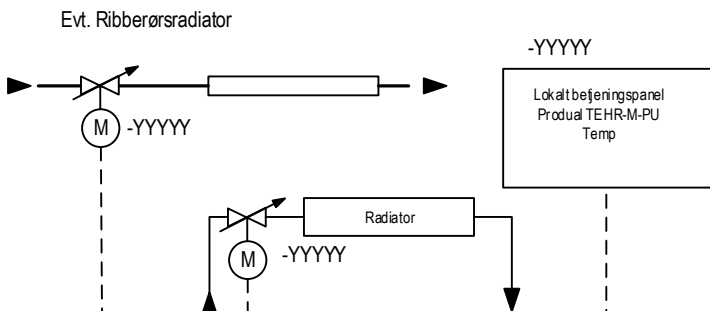 Evt. Ribberørsradiator
-YYYYY
Lokalt betjeningspanel
Produal TEHR-M-PU
Temp
M
-YYYYY
Radiator
M
-YYYYY